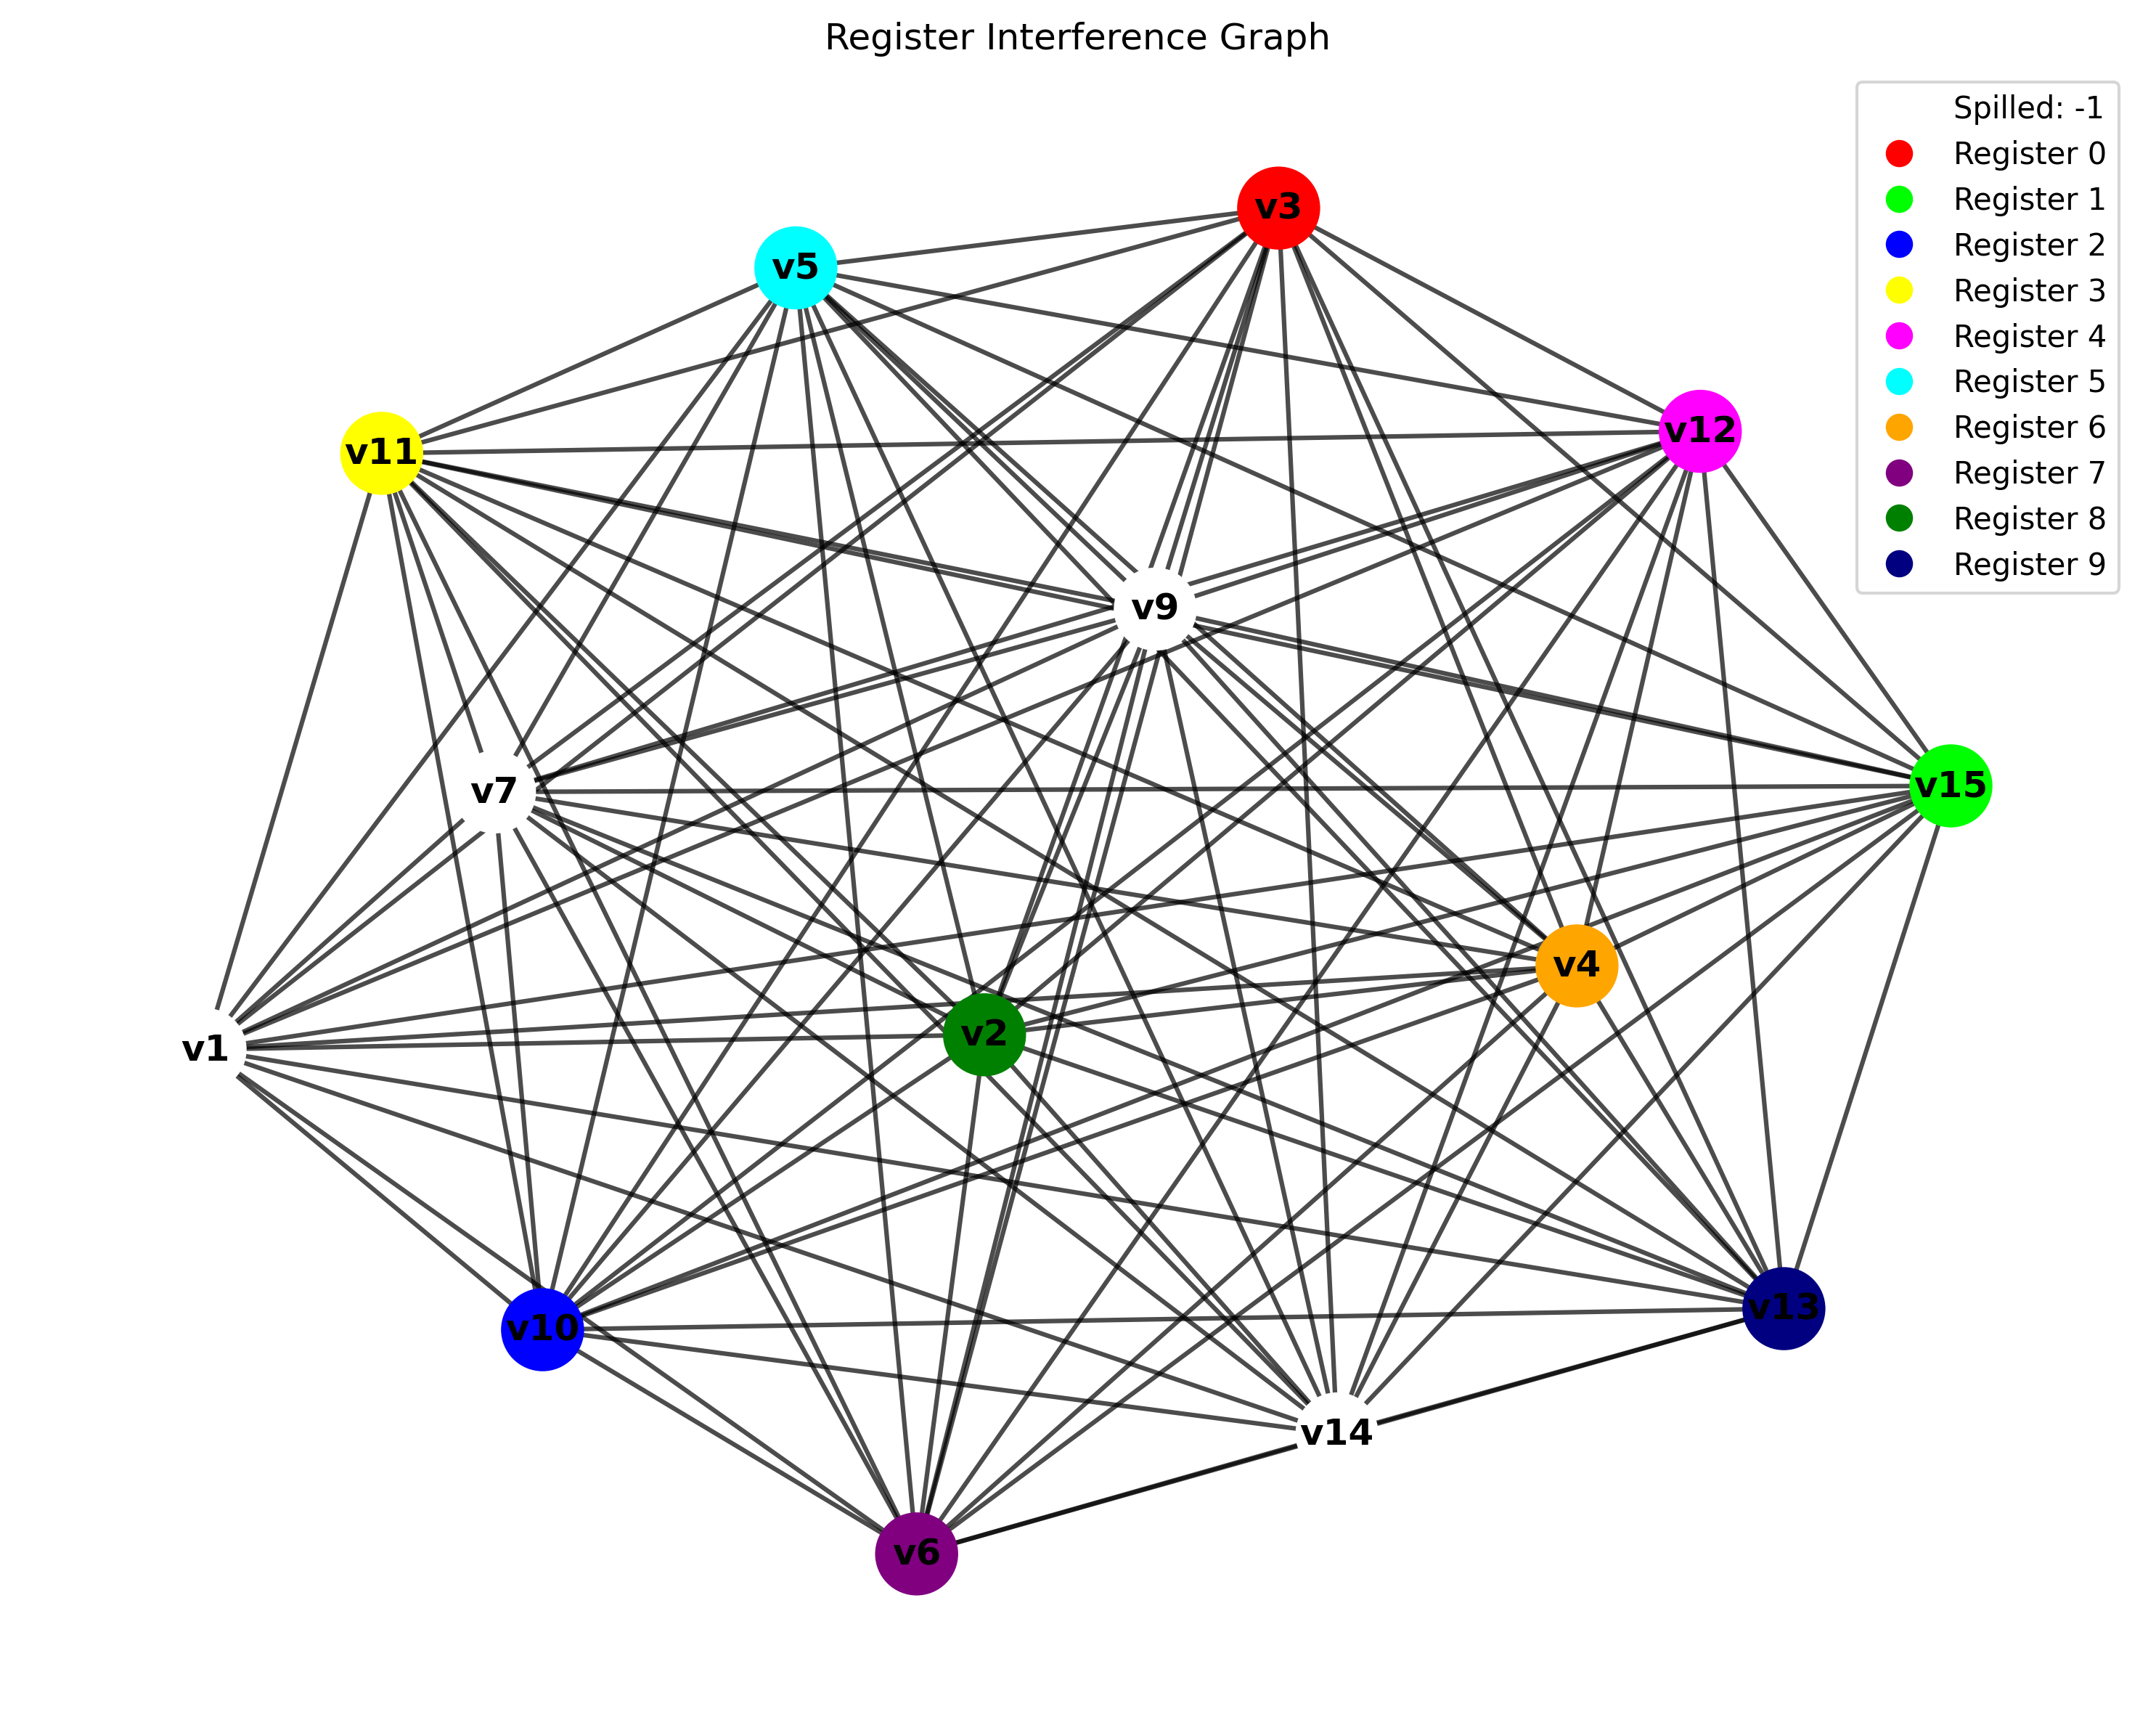 Register Interference Graph
Spilled: -1
Register 0
Register 1
Register 2
Register 3
Register 4
Register 5
Register 6
Register 7
Register 8
Register 9
v3
v5
v12
v11
v9
v15
v7
v4
v2
v1
v13
v10
v14
v6